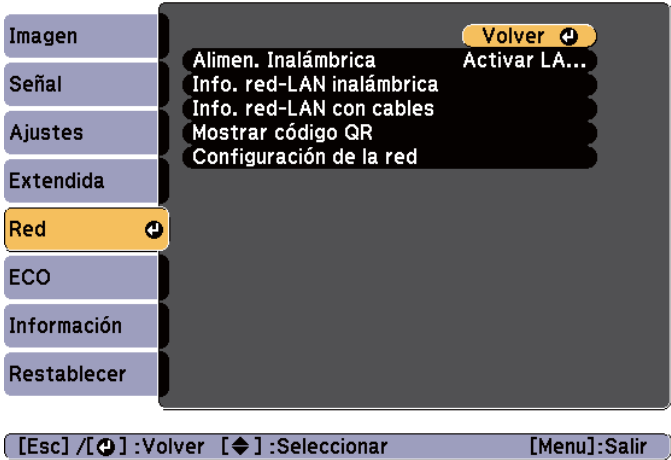 Imagen
Señal
Ajustes
Extendida
Red
ECO
Información
Restablecer
Volver
Alimen. Inalámbrica Activar LA...
Info. red-LAN inalámbrica
Info. red-LAN con cables
Mostrar código QR
Configuración de la red
[Esc] /[ ] :Volver [ ] :Seleccionar [Menu]:Salir